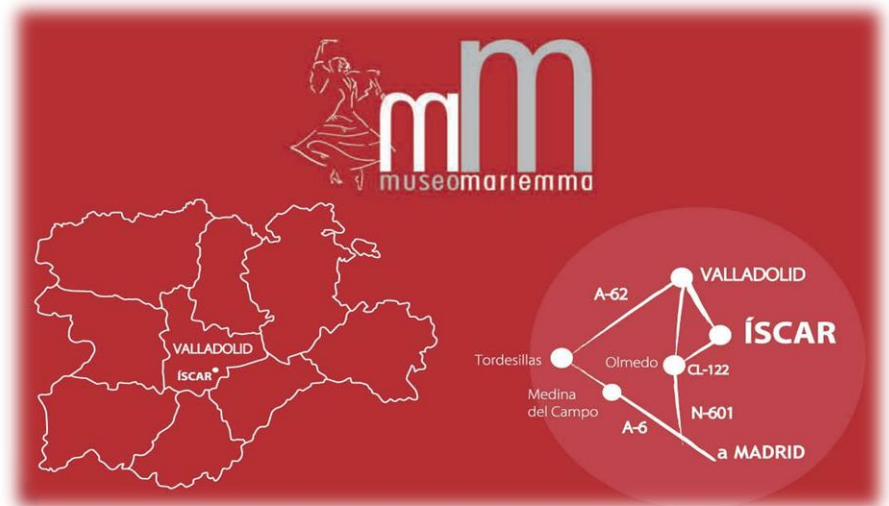 mM
museomariemma
VALLADOLID
ÍSCAR
VALLADOLID
A-62
ÍSCAR
Tordesillas
Olmedo
CL-122
Medina
del Campo
N-601
A-6
a MADRID